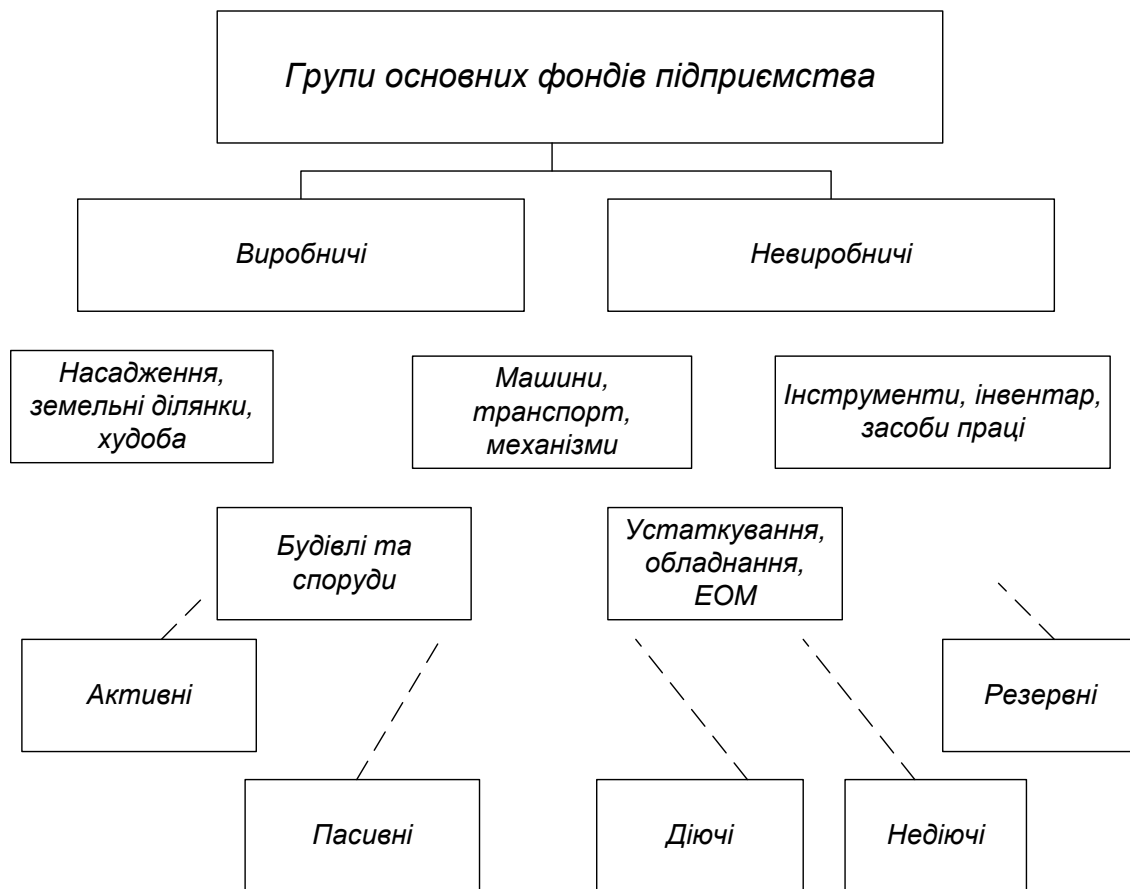 Групи основних фондів підприємства
Виробничі
Невиробничі
Насадження,
земельні ділянки,
худоба
Машини,
транспорт,
механізми
Інструменти, інвентар,
засоби праці
Будівлі та
споруди
Устаткування,
обладнання,
ЕОМ
Активні
Резервні
Пасивні
Діючі
Недіючі